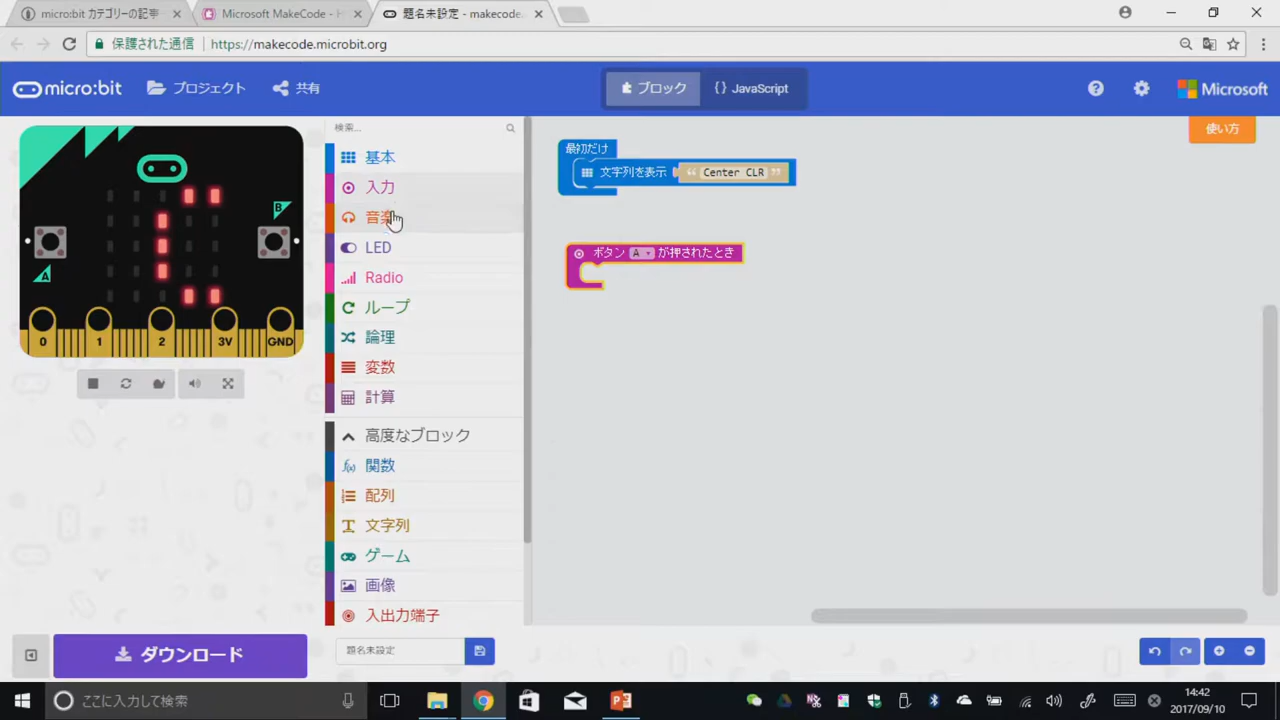 micro:bit カテゴリーの記事
Microsoft MakeCode - H
題名未設定 - makecode.
保護された通信
https://makecode.microbit.org
micro:bit
プロジェクト
共有
ブロック
{} JavaScript
Microsoft
検索...
使い方
基本
入力
音楽
LED
Radio
ループ
論理
変数
計算
高度なブロック
関数
配列
文字列
ゲーム
画像
入出力端子
最初だけ
文字列を表示 “ Center CLR ”
ボタン A が押されたとき
B
A
0 1 2 3V GND
ダウンロード
題名未設定
ここに入力して検索
14:42
2017/09/10